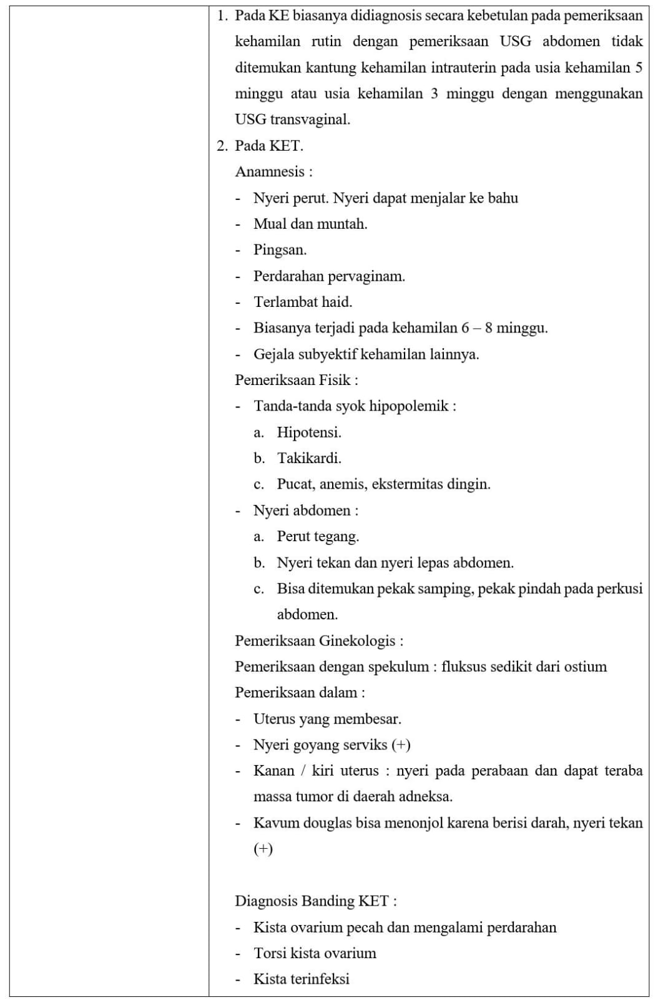 1. Pada KE biasanya didiagnosis secara kebetulan pada pemeriksaan
kehamilan rutin dengan pemeriksaan USG abdomen tidak
ditemukan kantung kehamilan intrauterin pada usia kehamilan 5
minggu atau usia kehamilan 3 minggu dengan menggunakan
USG transvaginal.
2. Pada KET.
Anamnesis :
- Nyeri perut. Nyeri dapat menjalar ke bahu
- Mual dan muntah.
- Pingsan.
- Perdarahan pervaginam.
- Terlambat haid.
- Biasanya terjadi pada kehamilan 6 – 8 minggu.
- Gejala subyektif kehamilan lainnya.
Pemeriksaan Fisik :
- Tanda-tanda syok hipopolemik :
a. Hipotensi.
b. Takikardi.
c. Pucat, anemis, ekstermitas dingin.
- Nyeri abdomen :
a. Perut tegang.
b. Nyeri tekan dan nyeri lepas abdomen.
c. Bisa ditemukan pekak samping, pekak pindah pada perkusi
abdomen.
Pemeriksaan Ginekologis :
Pemeriksaan dengan spekulum : fluksus sedikit dari ostium
Pemeriksaan dalam :
- Uterus yang membesar.
- Nyeri goyang serviks (+)
- Kanan / kiri uterus : nyeri pada perabaan dan dapat teraba
massa tumor di daerah adneksa.
- Kavum douglas bisa menonjol karena berisi darah, nyeri tekan
(+)
Diagnosis Banding KET :
- Kista ovarium pecah dan mengalami perdarahan
- Torsi kista ovarium
- Kista terinfeksi